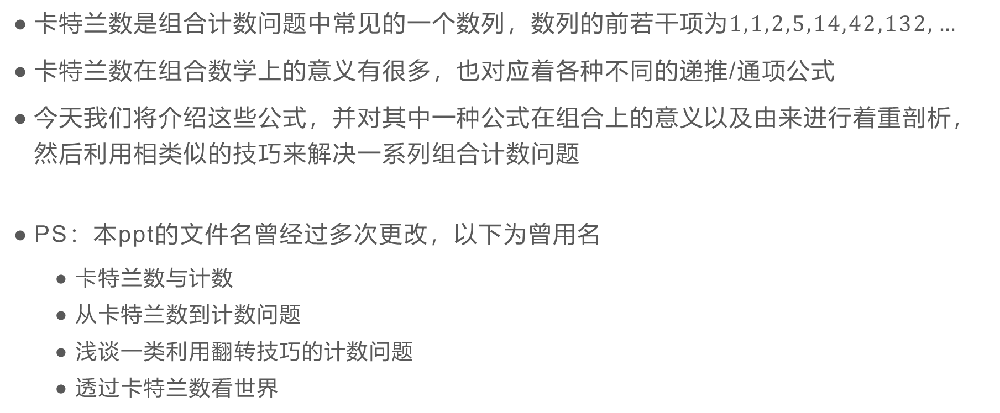 ● 卡特兰数是组合计数问题中常见的一个数列，数列的前若干项为1,1,2,5,14,42,132, …
● 卡特兰数在组合数学上的意义有很多，也对应着各种不同的递推/通项公式
● 今天我们将介绍这些公式，并对其中一种公式在组合上的意义以及由来进行着重剖析，
然后利用相类似的技巧来解决一系列组合计数问题
● PS：本ppt的文件名曾经过多次更改，以下为曾用名
● 卡特兰数与计数
● 从卡特兰数到计数问题
● 浅谈一类利用翻转技巧的计数问题
● 透过卡特兰数看世界